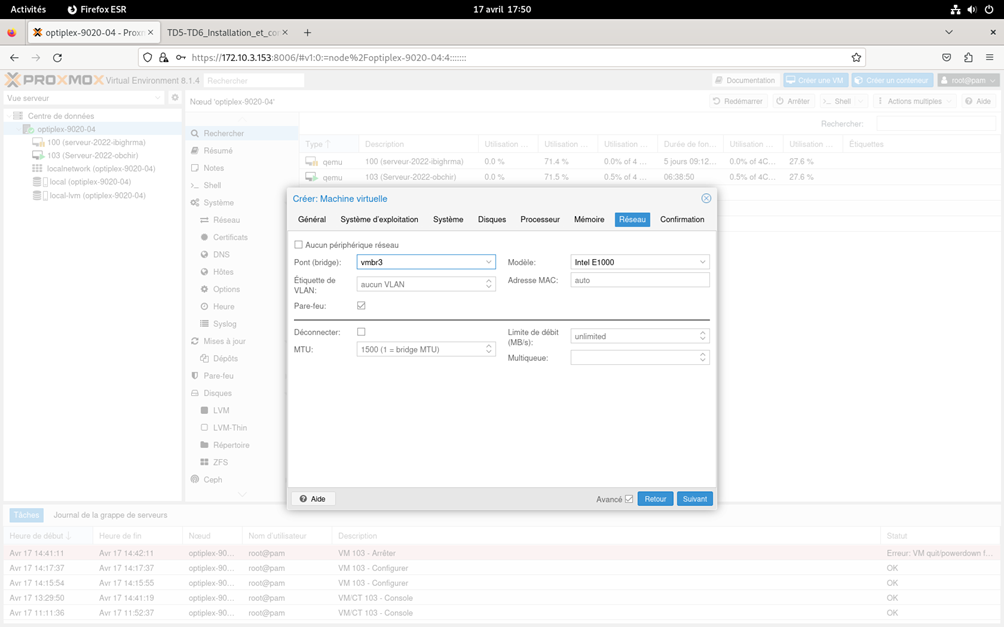 Activités Firefox ESR 17 avril 17:50
optiplex-9020-04 - Prox × TD5-TD6_Installation_et_co ×
https://172.10.3.153:8006/#v1:0:=node%2Foptiplex-9020-04:4:::::::
PROXMOX Virtual Environment 8.1.4 Rechercher Documentation Créer une VM Créer un conteneur root@pam
Vue serveur Nœud 'optiplex-9020-04' Redémarrer Arrêter Shell Actions multiples Aide
Centre de données
optiplex-9020-04
100 (serveur-2022-ibighrma)
103 (Serveur-2022-obchir)
localnetwork (optiplex-9020-04)
local (optiplex-9020-04)
local-lvm (optiplex-9020-04)
Rechercher
Résumé
Notes
Shell
Système
Réseau
Certificats
DNS
Hôtes
Options
Heure
Syslog
Mises à jour
Dépôts
Pare-feu
Disques
LVM
LVM-Thin
Répertoire
ZFS
Ceph
Rechercher:
Type Description Utilisation ... Utilisation ... Utilisation ... Durée de fon... Utilisation ... Utilisation ... Étiquettes
qemu 100 (serveur-2022-ibighrma) 0.0 % 71.4 % 0.0% of 4 ... 5 jours 09:12... 0.0% of 4C... 27.6 %
qemu 103 (Serveur-2022-obchir) 0.0 % 71.5 % 0.5% of 4 ... 06:38:50 0.0% of 4C... 27.6 %
Créer: Machine virtuelle
Général Système d'exploitation Système Disques Processeur Mémoire Réseau Confirmation
Aucun périphérique réseau
Pont (bridge): vmbr3 Modèle: Intel E1000
Étiquette de VLAN: aucun VLAN Adresse MAC: auto
Pare-feu:
Déconnecter: Limite de débit (MB/s): unlimited
MTU: 1500 (1 = bridge MTU) Multiqueue:
Aide Avancé Retour Suivant
Tâches Journal de la grappe de serveurs
Heure de début ↓ Heure de fin Nœud Nom d'utilisateur Description Statut
Avr 17 14:41:11 Avr 17 14:42:11 optiplex-90... root@pam VM 103 - Arrêter Erreur: VM quit/powerdown f...
Avr 17 14:17:37 Avr 17 14:17:37 optiplex-90... root@pam VM 103 - Configurer OK
Avr 17 14:15:54 Avr 17 14:15:55 optiplex-90... root@pam VM 103 - Configurer OK
Avr 17 13:29:50 Avr 17 14:41:19 optiplex-90... root@pam VM/CT 103 - Console OK
Avr 17 11:11:36 Avr 17 11:52:37 optiplex-90... root@pam VM/CT 103 - Console OK